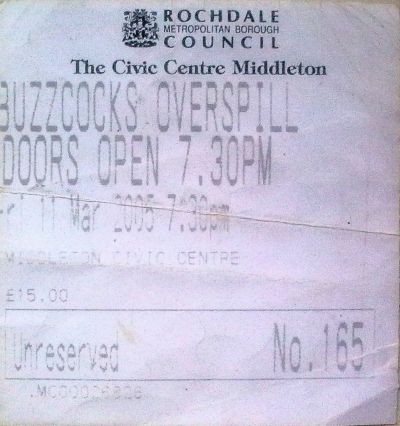 ROCHDALE
METROPOLITAN BOROUGH
COUNCIL
The Civic Centre Middleton
BUZZCOCKS OVERSPILL
DOORS OPEN 7.30PM
Fri 11 Mar 2005 7:30pm
MIDDLETON CIVIC CENTRE
£15.00
Unreserved No.165